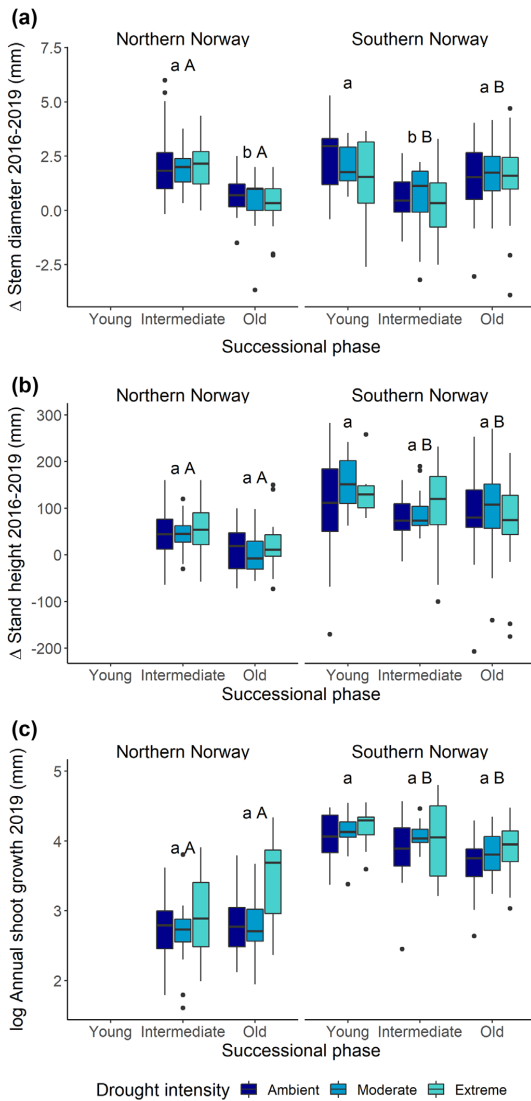 (a)
Northern Norway Southern Norway
Δ Stem diameter 2016-2019 (mm)
7.5
5.0
2.5
0.0
-2.5
a A
b A
a
b B
a B
Young Intermediate Old Young Intermediate Old
Successional phase
(b)
Northern Norway Southern Norway
Δ Stand height 2016-2019 (mm)
300
200
100
0
-100
-200
a A
a A
a
a B
a B
Young Intermediate Old Young Intermediate Old
Successional phase
(c)
Northern Norway Southern Norway
log Annual shoot growth 2019 (mm)
5
4
3
2
a A
a A
a
a B
a B
Young Intermediate Old Young Intermediate Old
Successional phase
Drought intensity Ambient Moderate Extreme